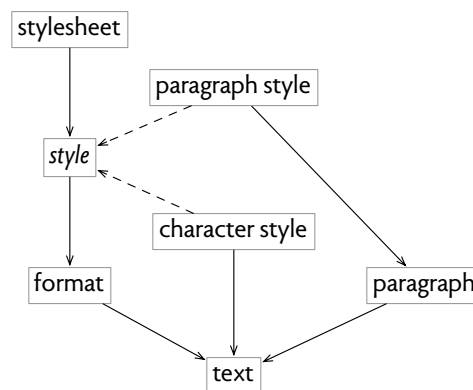 stylesheet
paragraph style
style
character style
format
paragraph
text